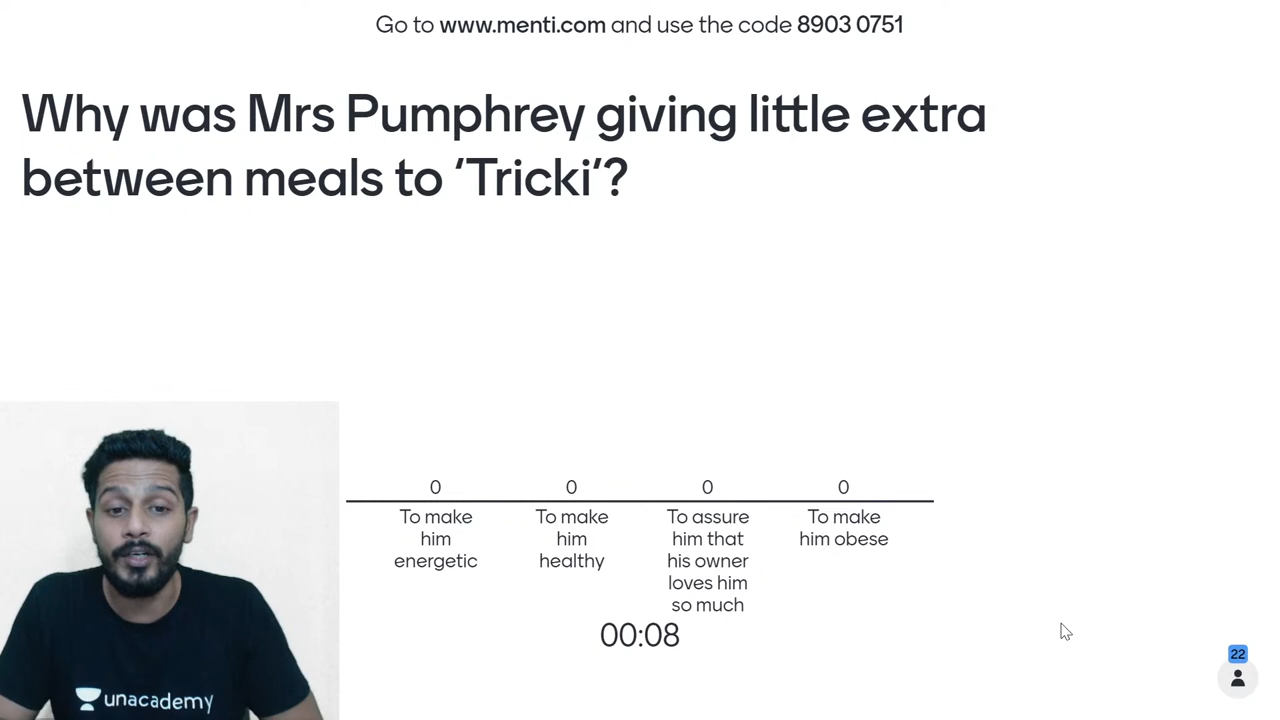 Go to www.menti.com and use the code 8903 0751
Why was Mrs Pumphrey giving little extra
between meals to ‘Tricki’?
0
0
0
0
To make
him
energetic
To make
him
healthy
To assure
him that
his owner
loves him
so much
To make
him obese
00:08
unacademy
22